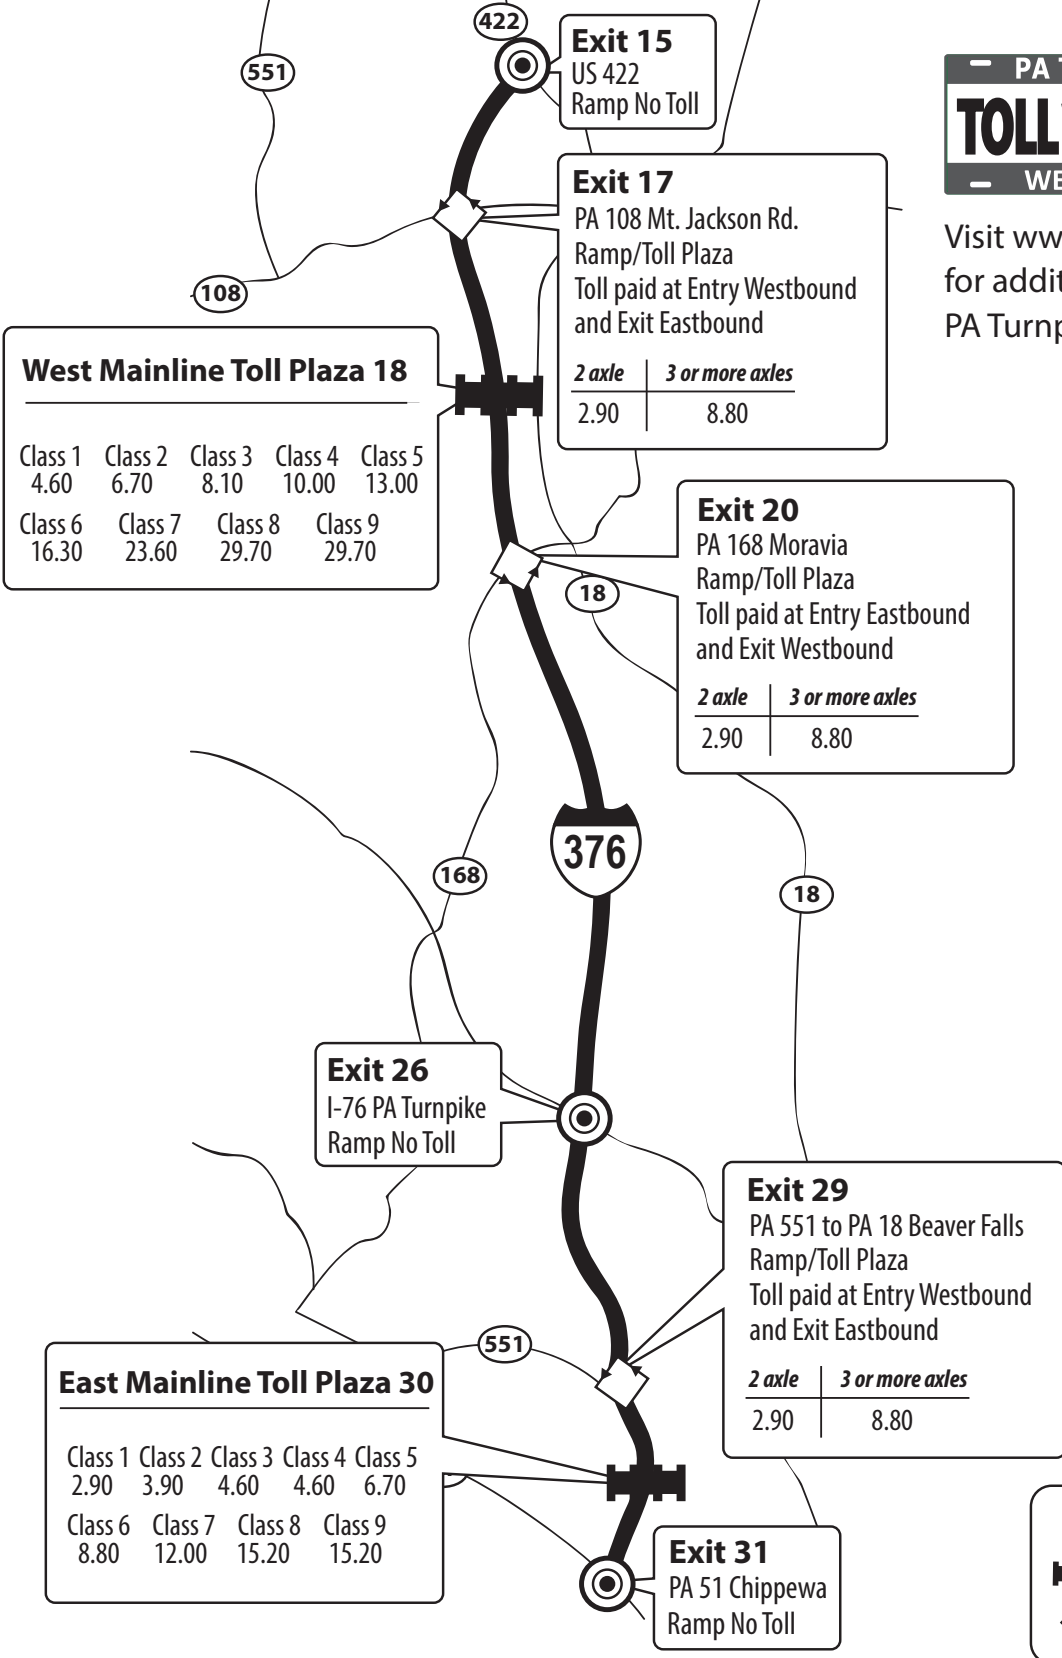 422
Exit 15
US 422
Ramp No Toll
551
PA
TOLL
Exit 17
PA 108 Mt. Jackson Rd.
Ramp/Toll Plaza
Toll paid at Entry Westbound
and Exit Eastbound
2 axle 3 or more axles
2.90 8.80
Visit
for
PA
108
West Mainline Toll Plaza 18
Class 1 Class 2 Class 3 Class 4 Class 5
4.60 6.70 8.10 10.00 13.00
Class 6 Class 7 Class 8 Class 9
16.30 23.60 29.70 29.70
Exit 20
PA 168 Moravia
Ramp/Toll Plaza
Toll paid at Entry Eastbound
and Exit Westbound
2 axle 3 or more axles
2.90 8.80
18
376
168
18
Exit 26
I-76 PA Turnpike
Ramp No Toll
Exit 29
PA 551 to PA 18 Beaver Falls
Ramp/Toll Plaza
Toll paid at Entry Westbound
and Exit Eastbound
2 axle 3 or more axles
2.90 8.80
551
East Mainline Toll Plaza 30
Class 1 Class 2 Class 3 Class 4 Class 5
2.90 3.90 4.60 4.60 6.70
Class 6 Class 7 Class 8 Class 9
8.80 12.00 15.20 15.20
Exit 31
PA 51 Chippewa
Ramp No Toll